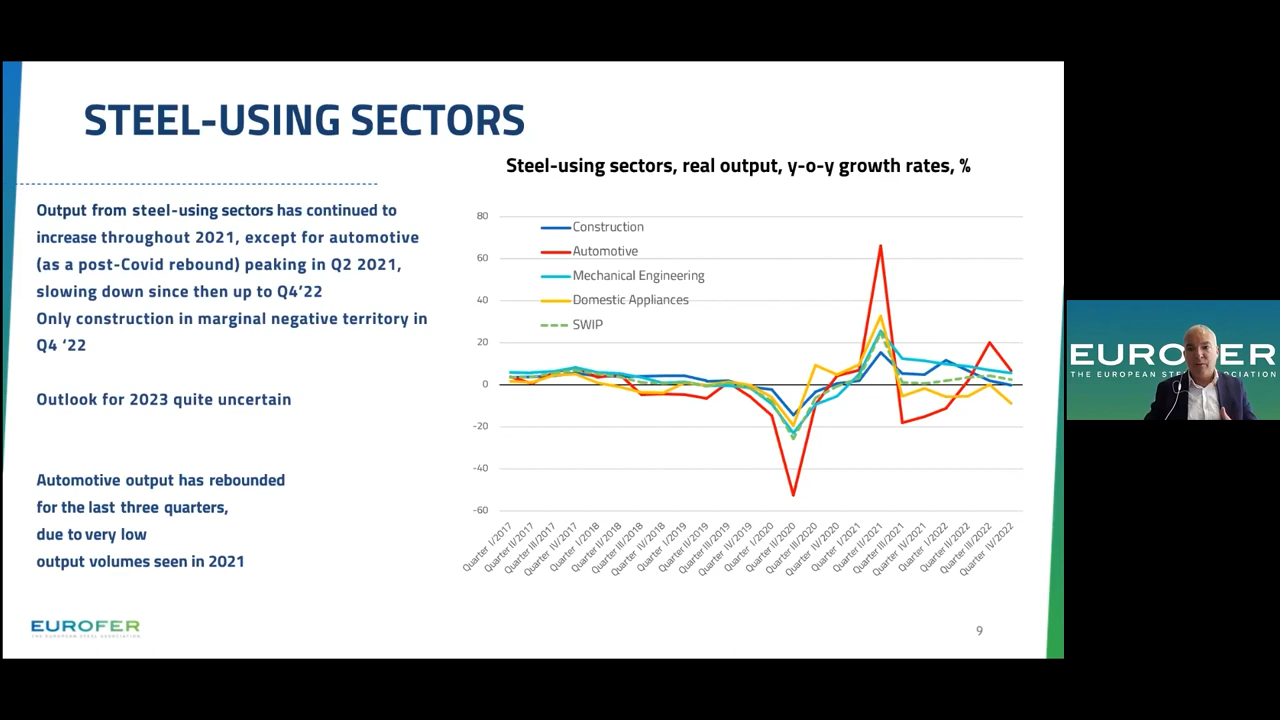 STEEL-USING SECTORS
Steel-using sectors, real output, y-o-y growth rates, %
Output from steel-using sectors has continued to
increase throughout 2021, except for automotive
(as a post-Covid rebound) peaking in Q2 2021,
slowing down since then up to Q4’22
Only construction in marginal negative territory in
Q4 ’22
Outlook for 2023 quite uncertain
Automotive output has rebounded
for the last three quarters,
due to very low
output volumes seen in 2021
80
60
40
20
0
-20
-40
-60
Construction
Automotive
Mechanical Engineering
Domestic Appliances
SWIP
Quarter I/2017
Quarter II/2017
Quarter III/2017
Quarter IV/2017
Quarter I/2018
Quarter II/2018
Quarter III/2018
Quarter IV/2018
Quarter I/2019
Quarter II/2019
Quarter III/2019
Quarter IV/2019
Quarter I/2020
Quarter II/2020
Quarter III/2020
Quarter IV/2020
Quarter I/2021
Quarter II/2021
Quarter III/2021
Quarter IV/2021
Quarter I/2022
Quarter II/2022
Quarter III/2022
Quarter IV/2022
EUROFER
THE EUROPEAN STEEL ASSOCIATION
9
EUROFER
THE EUROPEAN STE ASSOCIATION